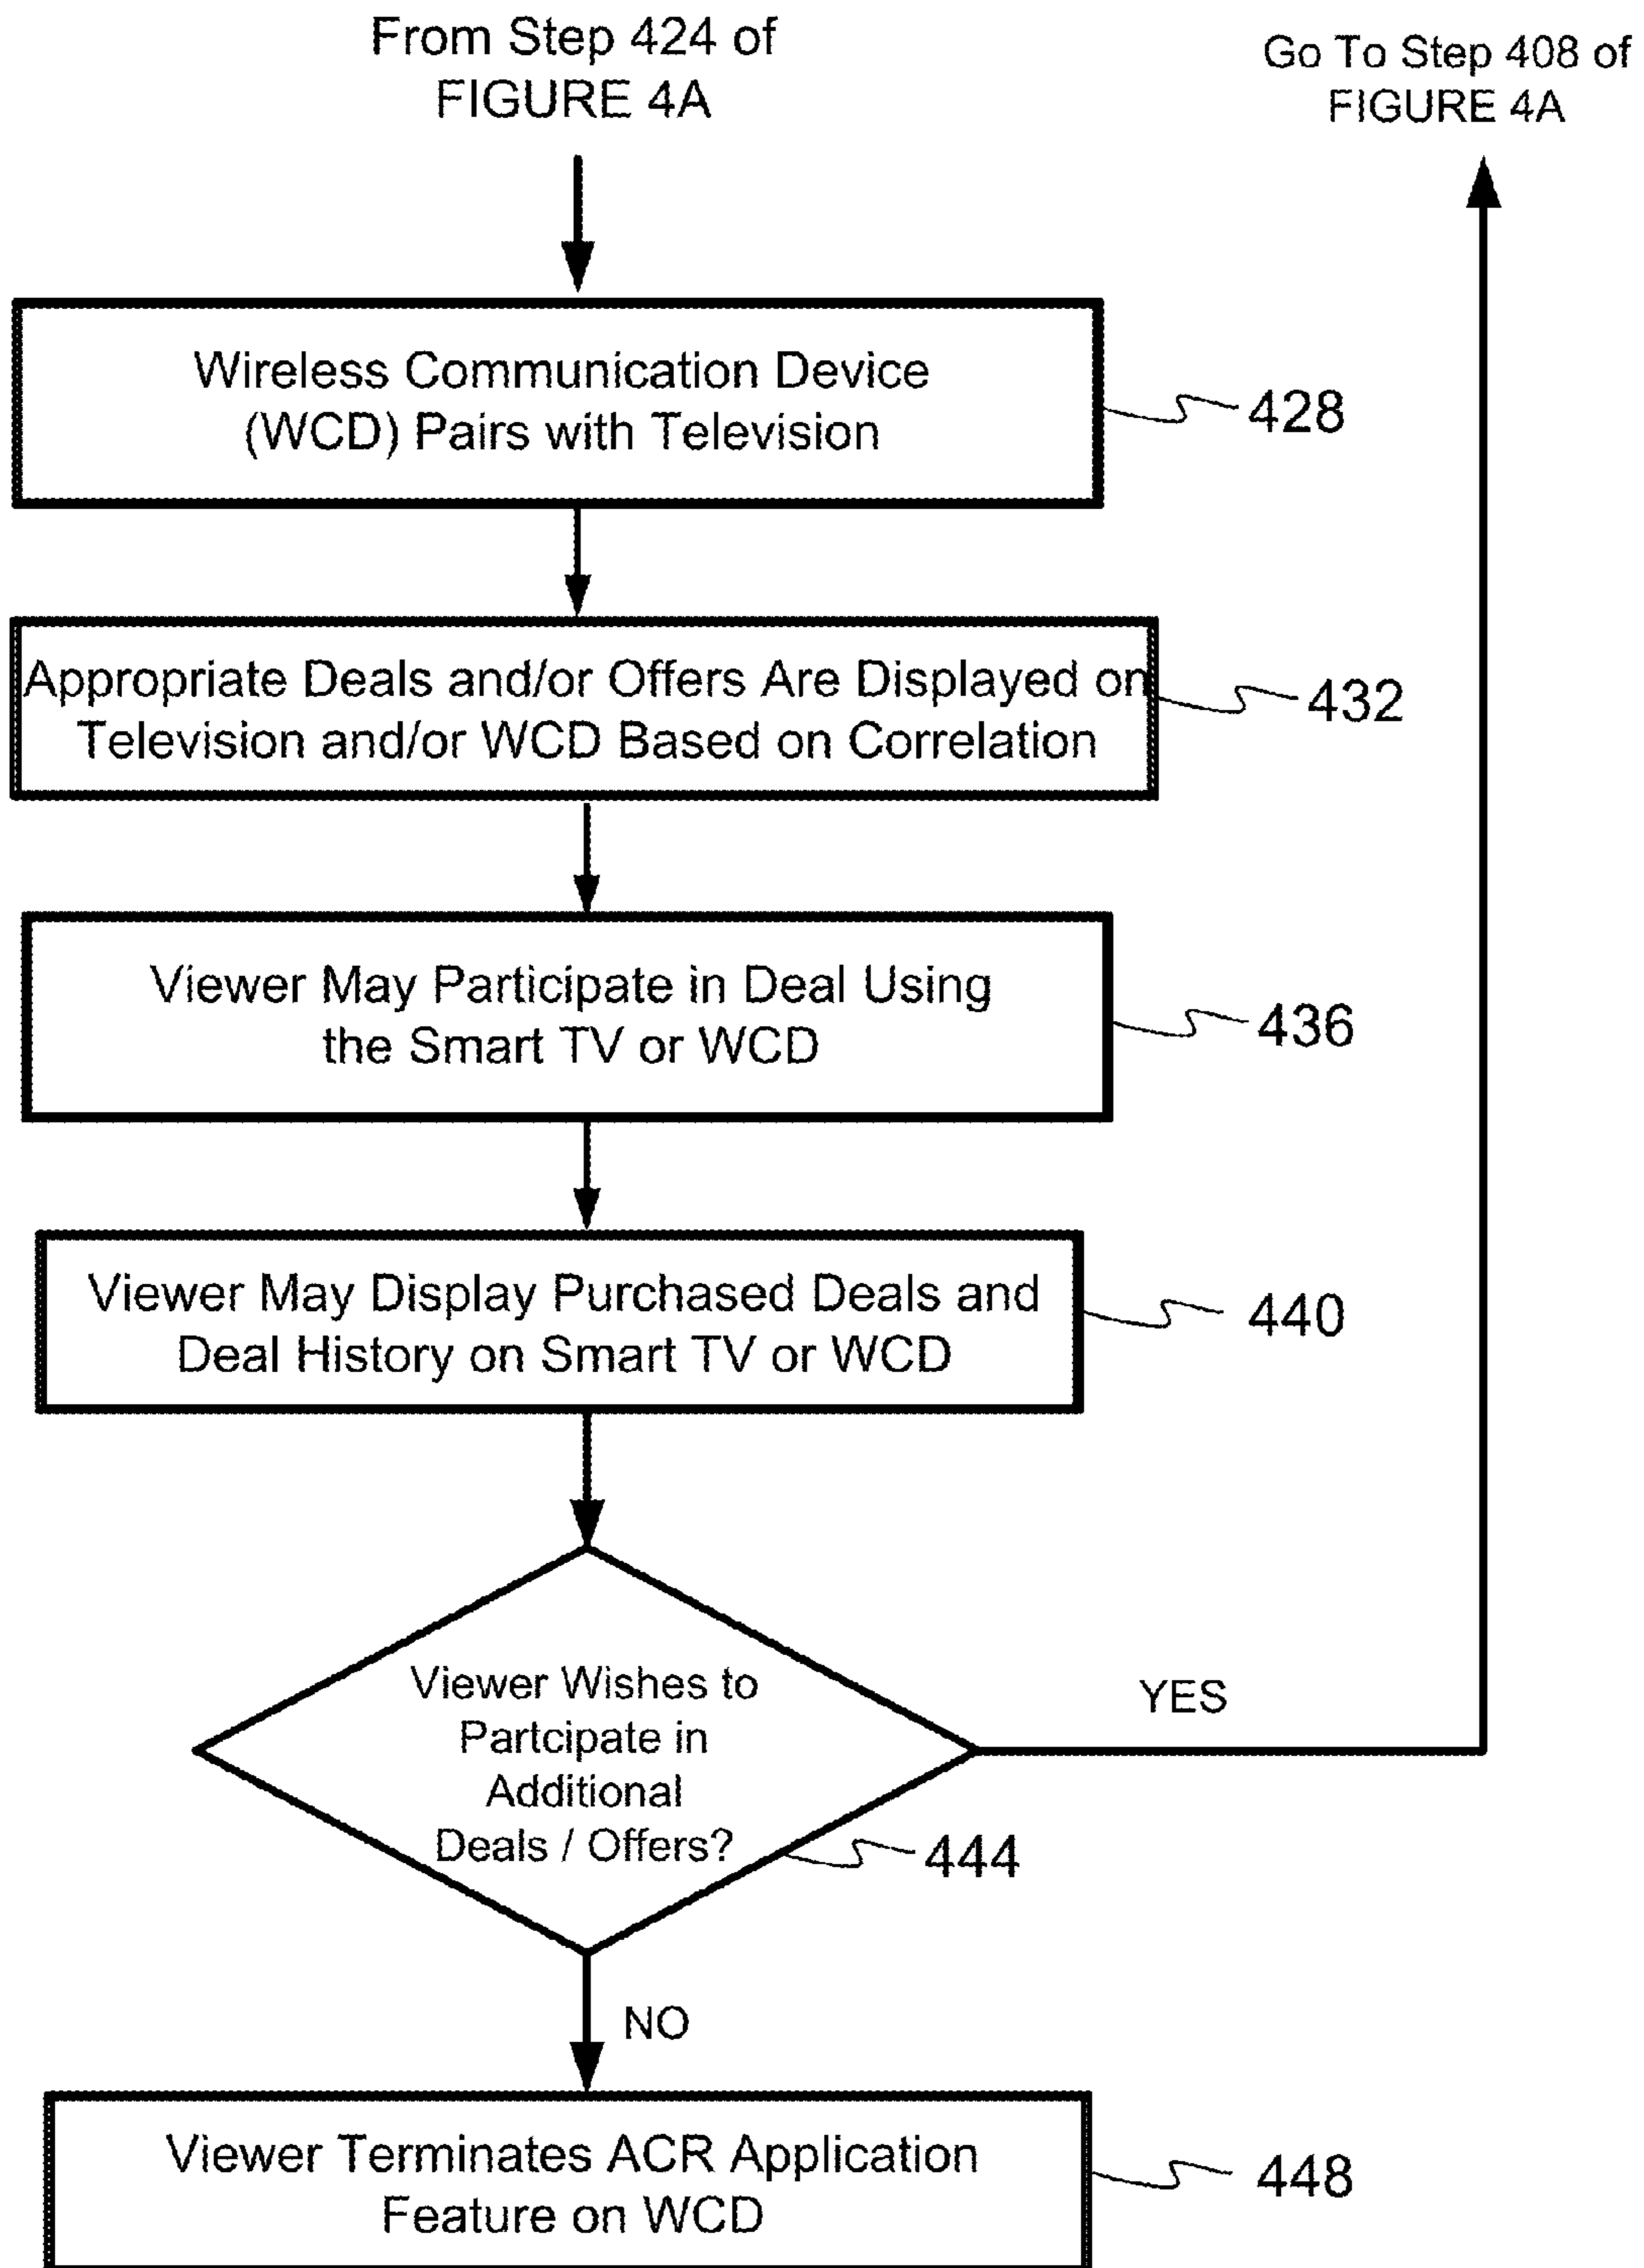 From Step 424 of
FIGURE 4A
Go To Step 408 of
FIGURE 4A
Wireless Communication Device
(WCD) Pairs with Television
428
Appropriate Deals and/or Offers Are Displayed on
Television and/or WCD Based on Correlation
432
Viewer May Participate in Deal Using
the Smart TV or WCD
436
Viewer May Display Purchased Deals and
Deal History on Smart TV or WCD
440
Viewer Wishes to
Partcipate in
Additional
Deals / Offers?
444
YES
NO
Viewer Terminates ACR Application
Feature on WCD
448